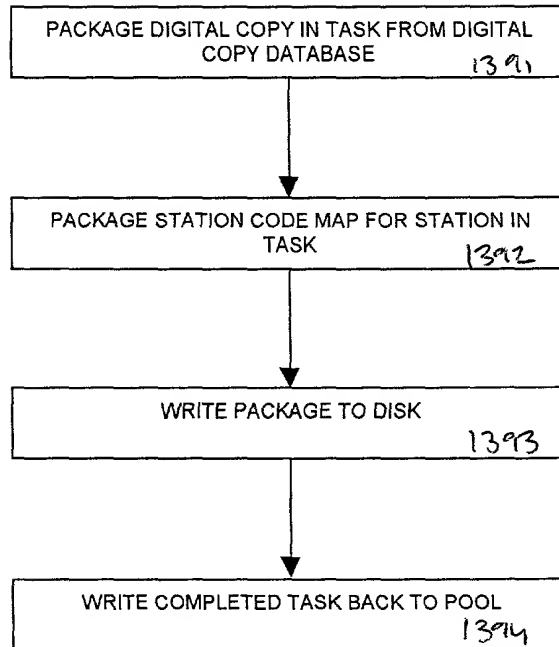 PACKAGE DIGITAL COPY IN TASK FROM DIGITAL
COPY DATABASE
1391
PACKAGE STATION CODE MAP FOR STATION IN
TASK
1392
WRITE PACKAGE TO DISK
1393
WRITE COMPLETED TASK BACK TO POOL
1394